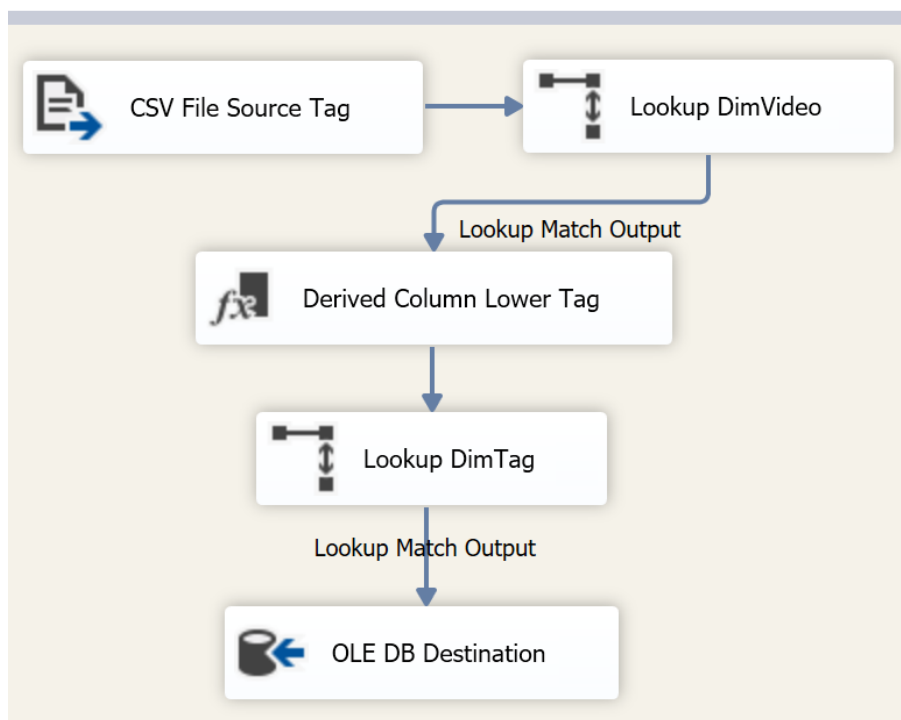 CSV File Source Tag
Lookup DimVideo
Lookup Match Output
Derived Column Lower Tag
Lookup DimTag
Lookup Match Output
OLE DB Destination